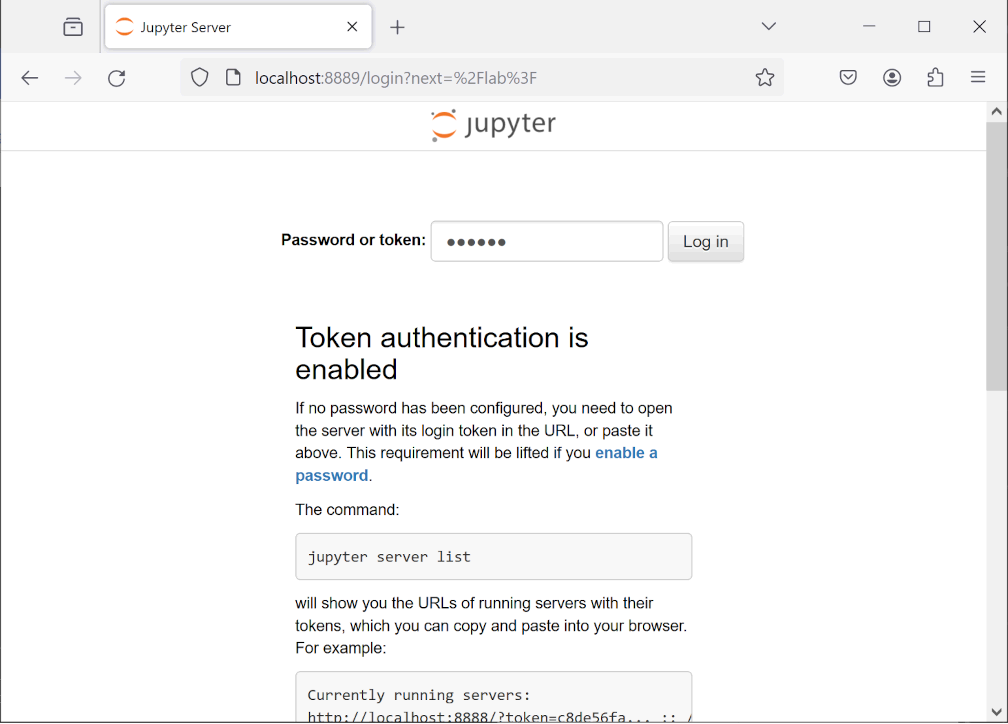 Jupyter Server
localhost:8889/login?next=%2Flab%3F
jupyter
Password or token: ●●●●●● Log in
Token authentication is
enabled
If no password has been configured, you need to open
the server with its login token in the URL, or paste it
above. This requirement will be lifted if you enable a
password.
The command:
jupyter server list
will show you the URLs of running servers with their
tokens, which you can copy and paste into your browser.
For example:
Currently running servers:
http://localhost:8888/?token=c8de56fa... :: /